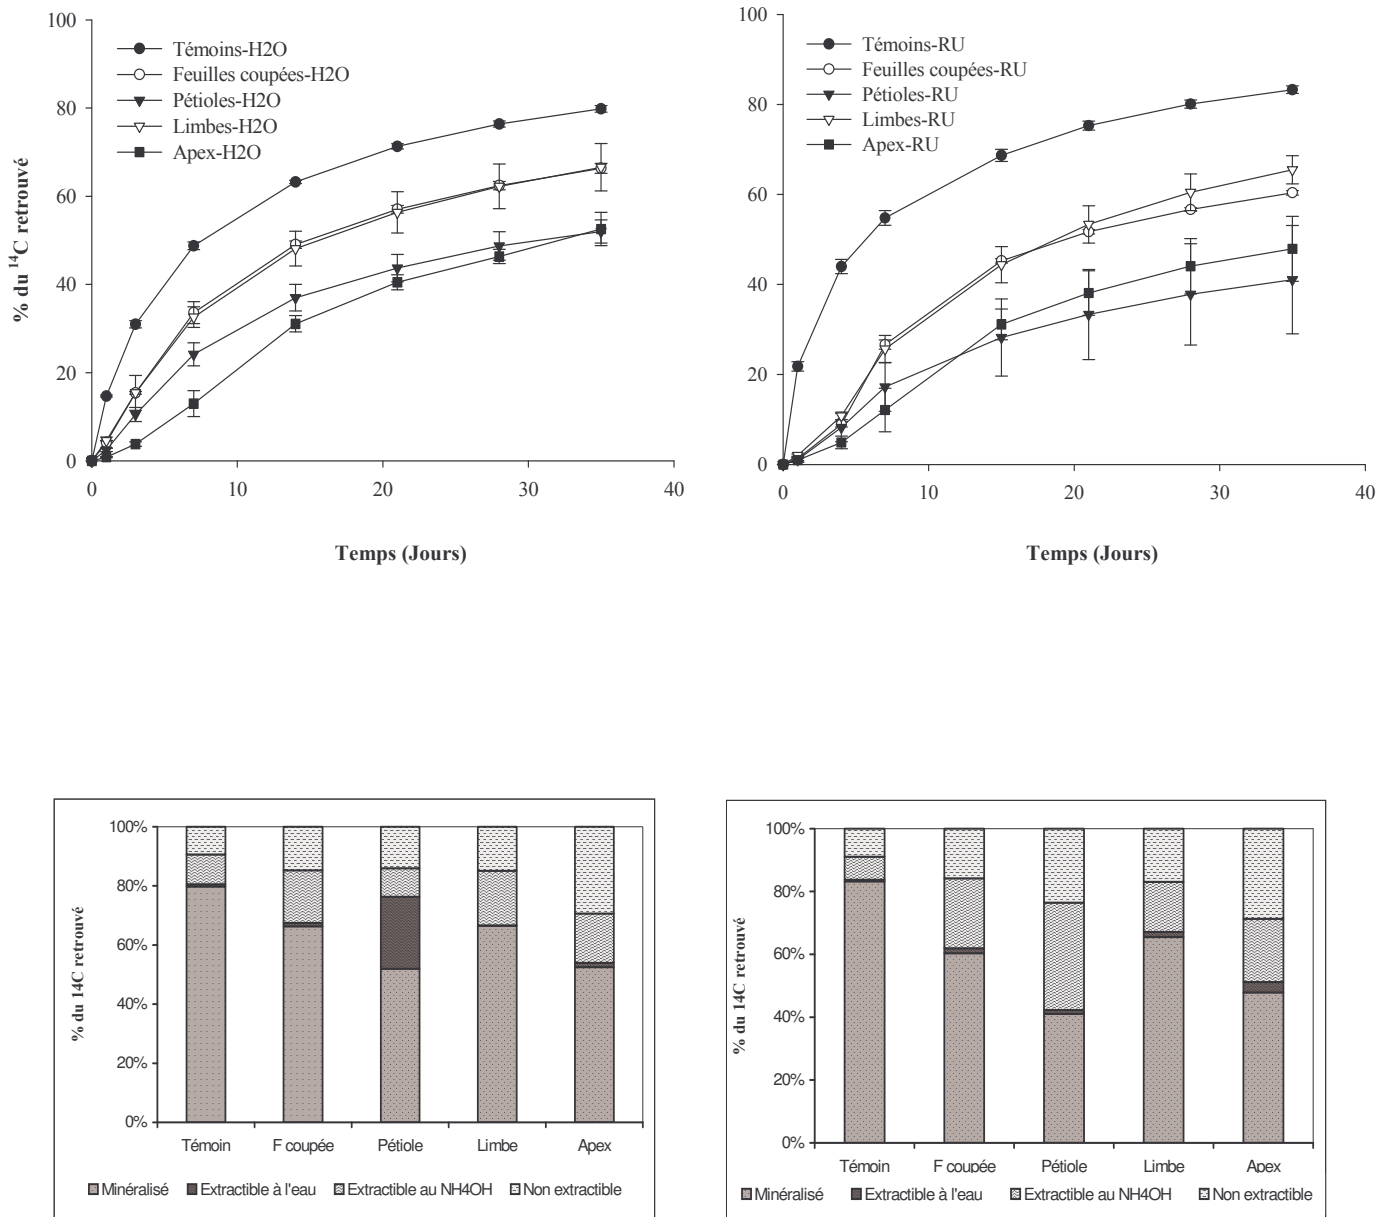 100
80
60
40
20
0
% du 14C retrouvé
Témoins-H2O
Feuilles coupées-H2O
Pétioles-H2O
Limbes-H2O
Apex-H2O
0 10 20 30 40
Temps (Jours)
100
80
60
40
20
0
Témoins-RU
Feuilles coupées-RU
Pétioles-RU
Limbes-RU
Apex-RU
0 10 20 30 40
Temps (Jours)
100%
80%
60%
40%
20%
0%
% du 14C retrouvé
Témoin F coupée Pétiole Limbe Apex
Minéralisé Extractible à l'eau Extractible au NH4OH Non extractible
100%
80%
60%
40%
20%
0%
% du 14C retrouvé
Témoin F coupée Pétiole Limbe Apex
Minéralisé Extractible à l'eau Extractible au NH4OH Non extractible